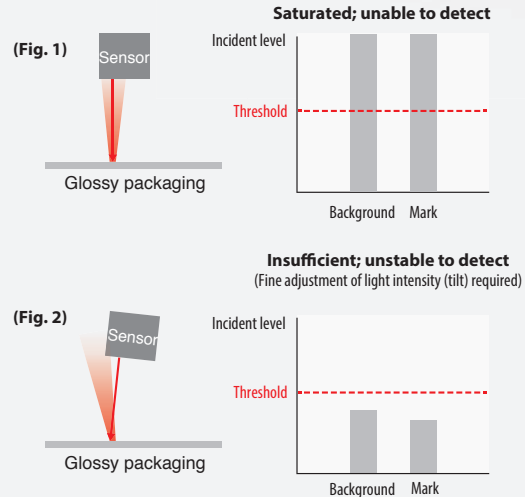 Saturated; unable to detect
(Fig. 1)
Sensor
Glossy packaging
Incident level
Threshold
Background Mark
Insufficient; unstable to detect
(Fine adjustment of light intensity (tilt) required)
(Fig. 2)
Sensor
Glossy packaging
Incident level
Threshold
Background Mark